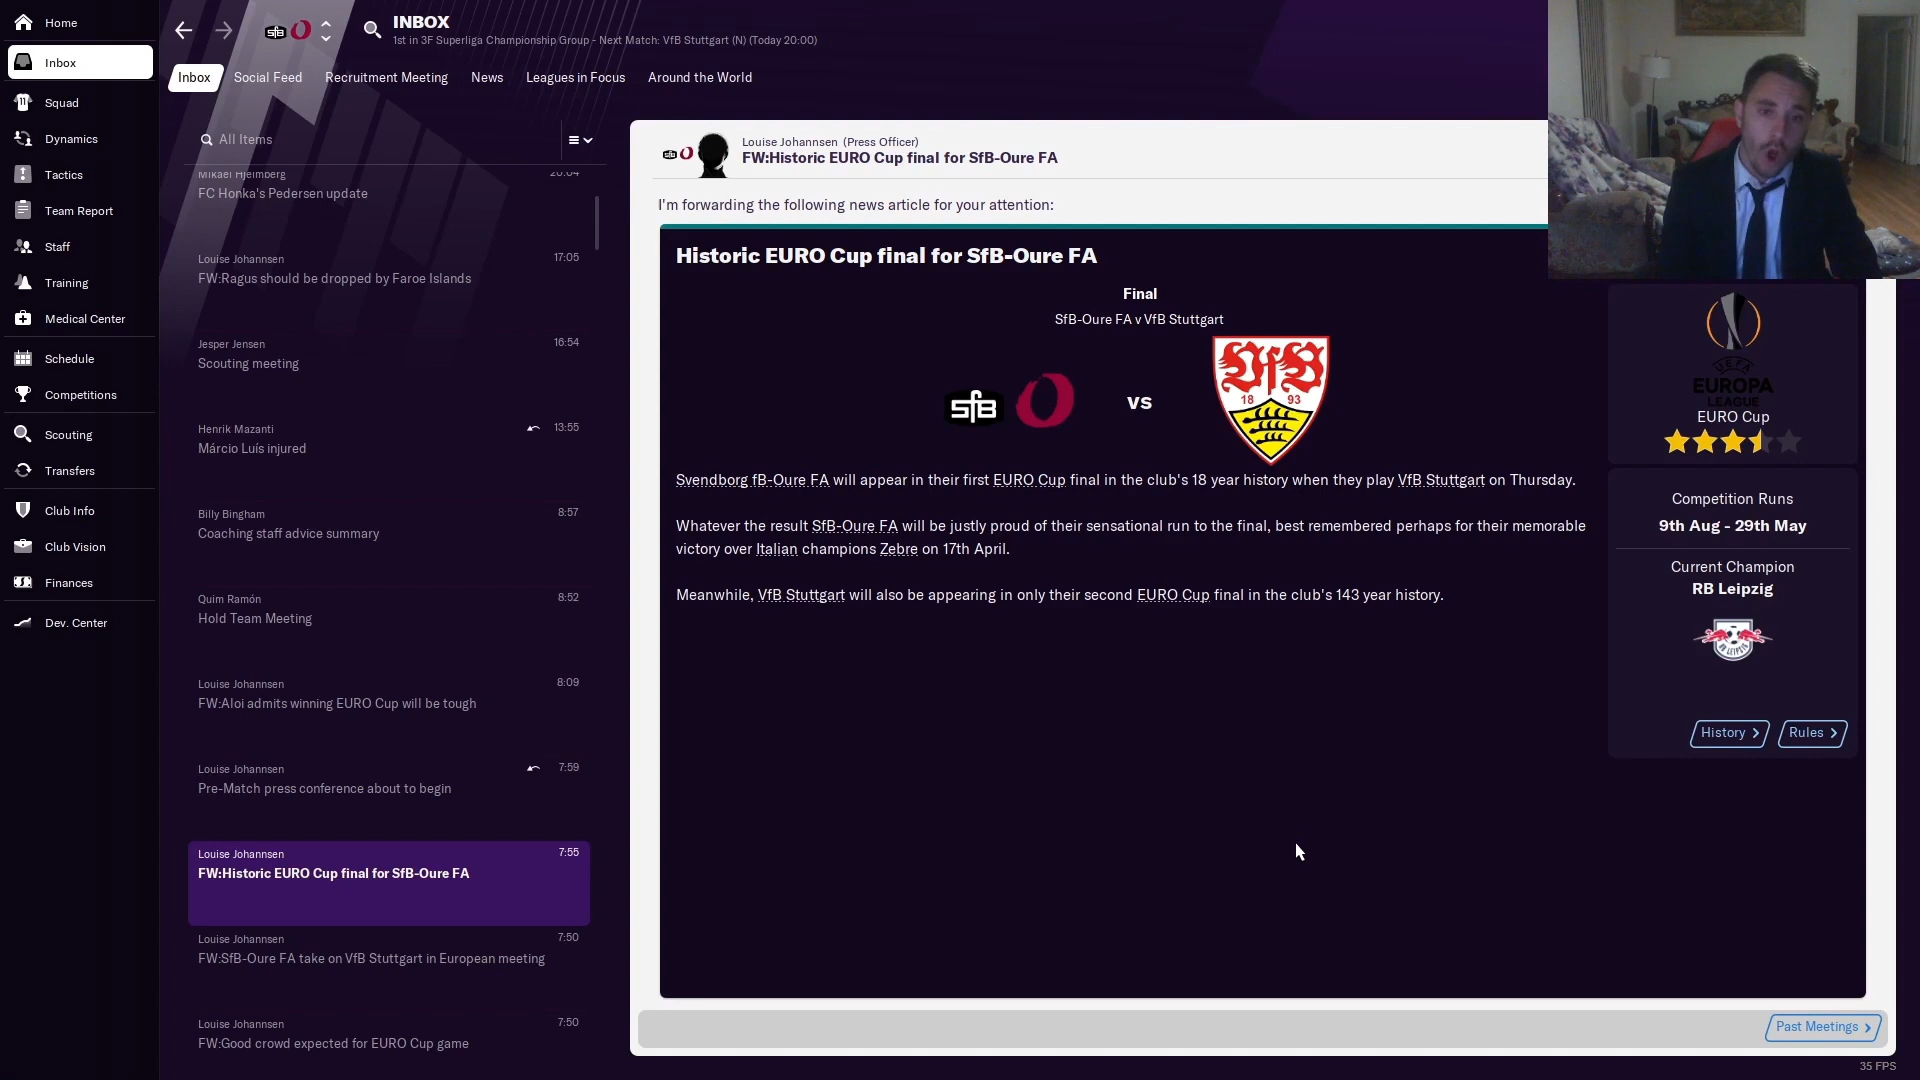 Home
Inbox
Squad
Dynamics
Tactics
Team Report
Staff
Training
Medical Center
Schedule
Competitions
Scouting
Transfers
Club Info
Club Vision
Finances
Dev. Center
sfB
INBOX
1st in 3F Superliga Championship Group - Next Match: VfB Stuttgart (N) (Today 20:00)
Inbox Social Feed Recruitment Meeting News Leagues in Focus Around the World
All Items
Mikael Hjelmberg 20:04
FC Honka's Pedersen update
Louise Johannsen 17:05
FW:Ragus should be dropped by Faroe Islands
Jesper Jensen 16:54
Scouting meeting
Henrik Mazanti 13:55
Márcio Luís injured
Billy Bingham 8:57
Coaching staff advice summary
Quim Ramón 8:52
Hold Team Meeting
Louise Johannsen 8:09
FW:Aloi admits winning EURO Cup will be tough
Louise Johannsen 7:59
Pre-Match press conference about to begin
Louise Johannsen 7:55
FW:Historic EURO Cup final for SfB-Oure FA
Louise Johannsen 7:50
FW:SfB-Oure FA take on VfB Stuttgart in European meeting
Louise Johannsen 7:50
FW:Good crowd expected for EURO Cup game
sfB
Louise Johannsen (Press Officer)
FW:Historic EURO Cup final for SfB-Oure FA
I'm forwarding the following news article for your attention:
Historic EURO Cup final for SfB-Oure FA
Final
SfB-Oure FA v VfB Stuttgart
sfB
vs
VfB
18 93
Svendborg fB-Oure FA will appear in their first EURO Cup final in the club's 18 year history when they play VfB Stuttgart on Thursday.
Whatever the result SfB-Oure FA will be justly proud of their sensational run to the final, best remembered perhaps for their memorable
victory over Italian champions Zebre on 17th April.
Meanwhile, VfB Stuttgart will also be appearing in only their second EURO Cup final in the club's 143 year history.
UEFA
EUROPA
LEAGUE
EURO Cup
Competition Runs
9th Aug - 29th May
Current Champion
RB Leipzig
RB LEIPZIG
History
Rules
Past Meetings
35 FPS